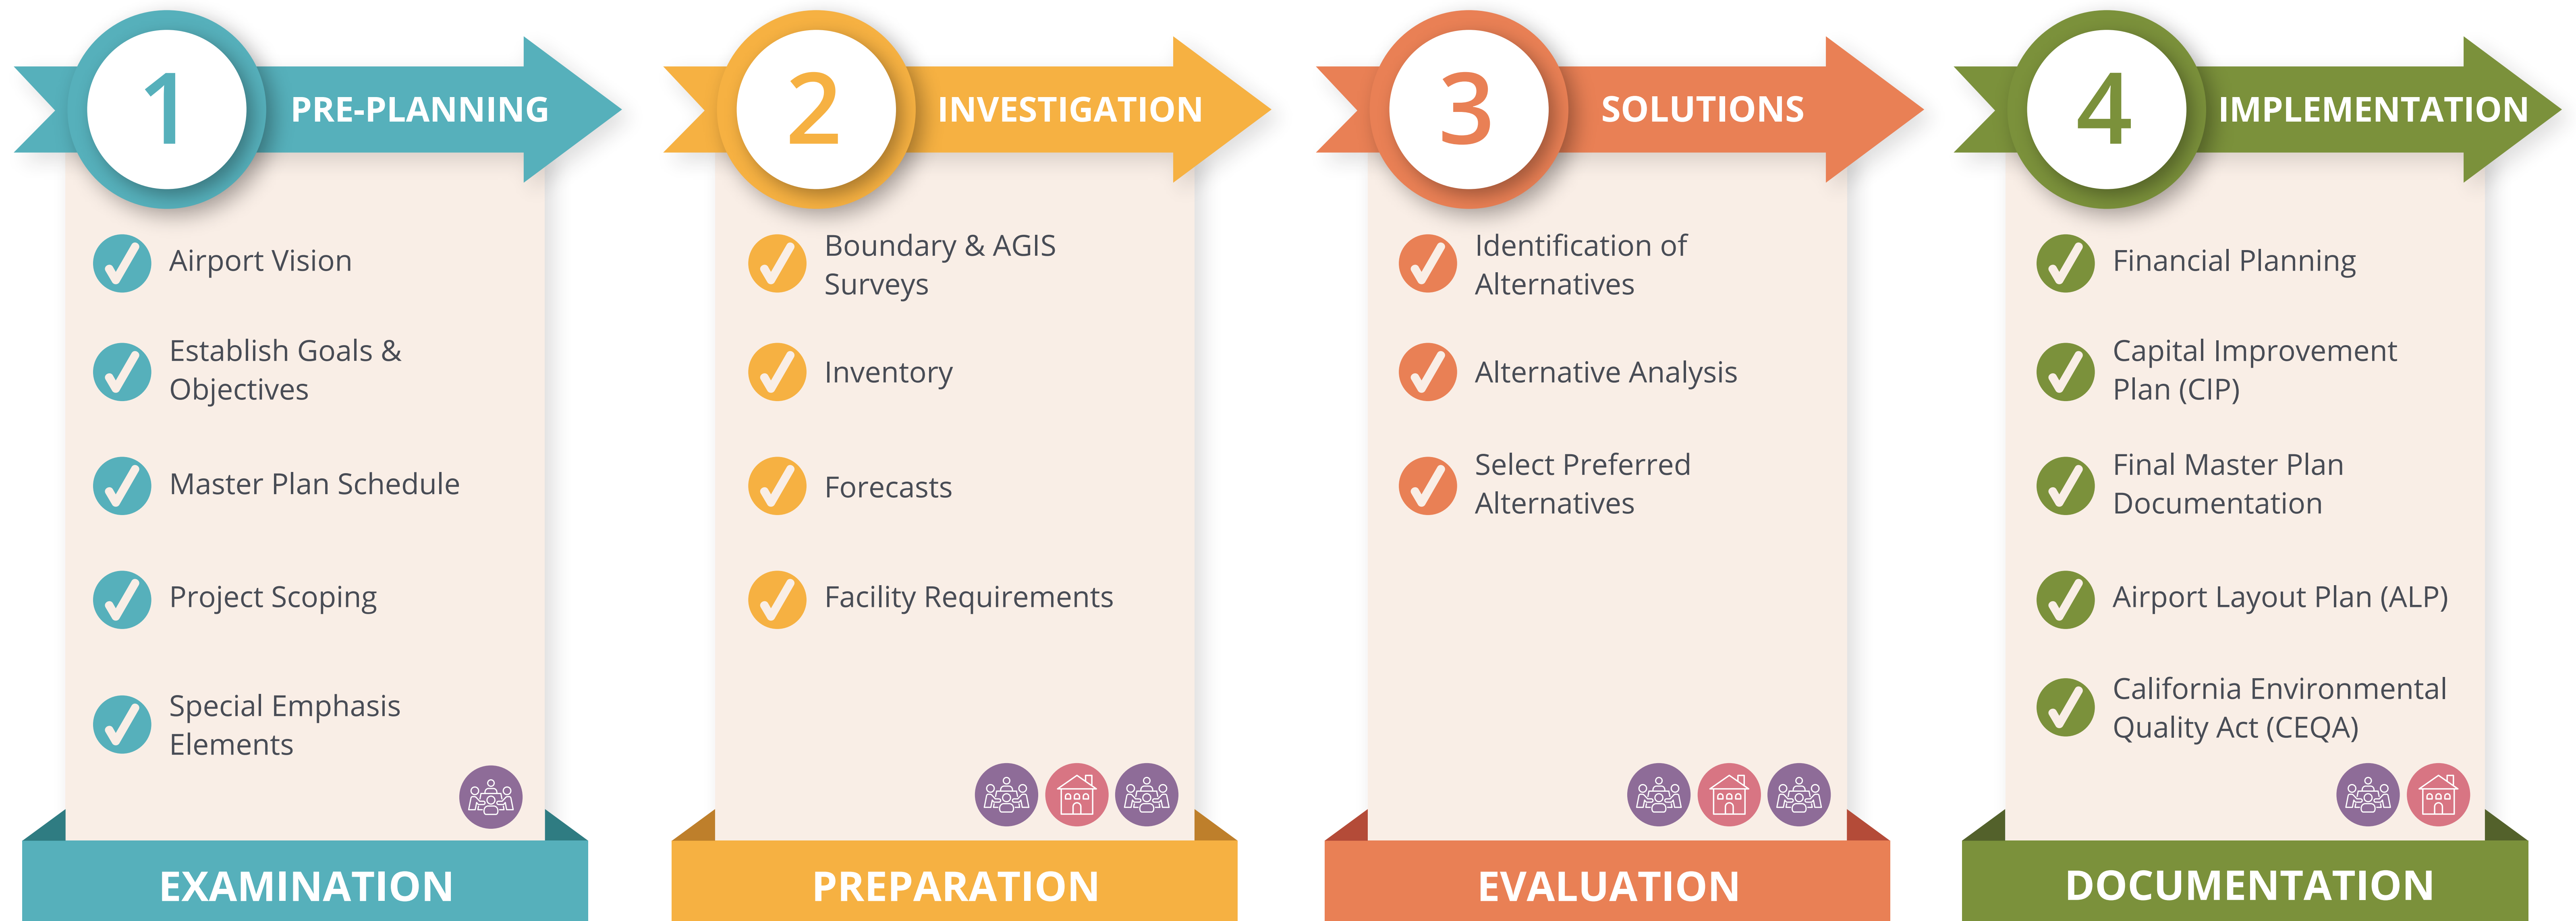 1
PRE-PLANNING
Airport Vision
Establish Goals &
Objectives
Master Plan Schedule
Project Scoping
Special Emphasis
Elements
EXAMINATION
2
INVESTIGATION
Boundary & AGIS
Surveys
Inventory
Forecasts
Facility Requirements
PREPARATION
3
SOLUTIONS
Identification of
Alternatives
Alternative Analysis
Select Preferred
Alternatives
EVALUATION
4
IMPLEMENTATION
Financial Planning
Capital Improvement
Plan (CIP)
Final Master Plan
Documentation
Airport Layout Plan (ALP)
California Environmental
Quality Act (CEQA)
DOCUMENTATION